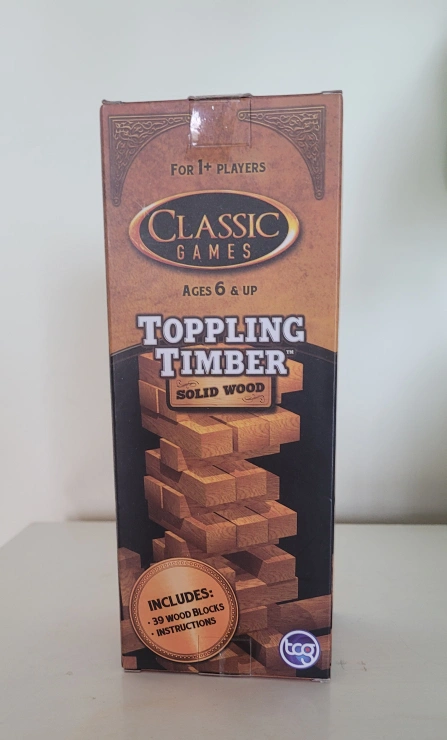 FOR 1+ PLAYERS
CLASSIC
GAMES
AGES 6 & UP
TOPPLING
TIMBER™
SOLID WOOD
INCLUDES:
• 39 WOOD BLOCKS
• INSTRUCTIONS
tcg